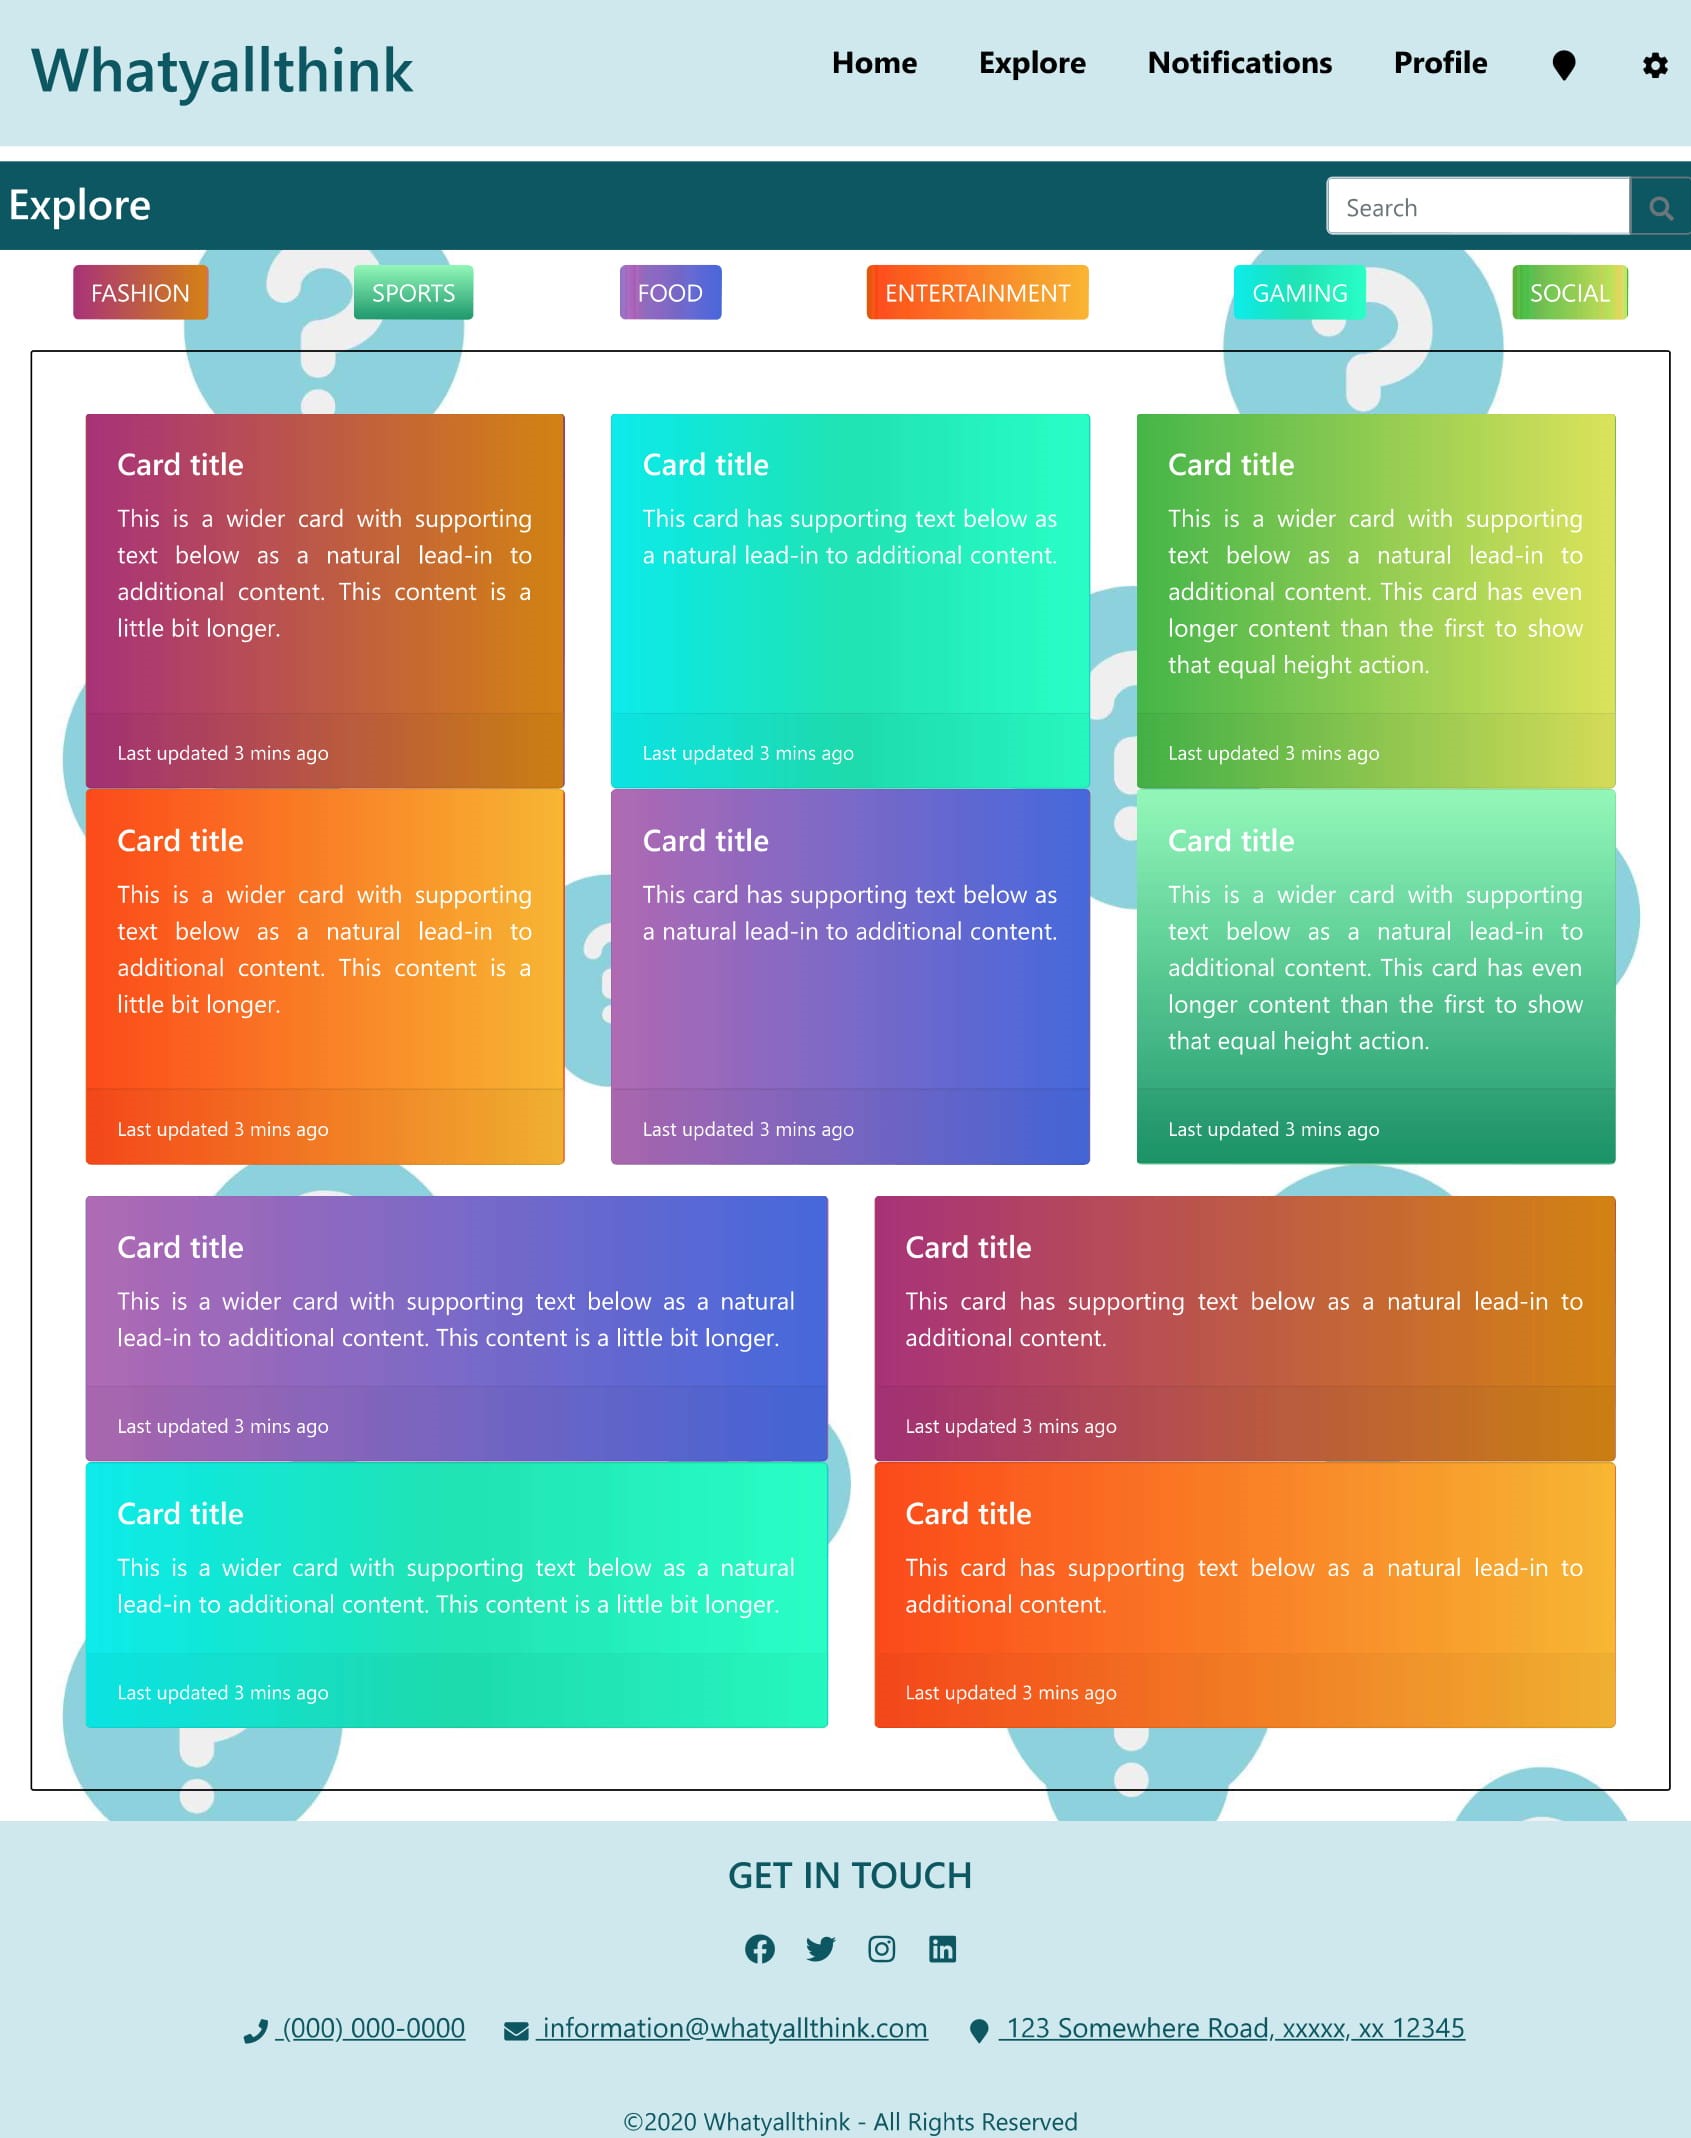 Whatyallthink
Home Explore Notifications Profile
Explore
Search
FASHION SPORTS FOOD ENTERTAINMENT GAMING SOCIAL
Card title
This is a wider card with supporting
text below as a natural lead-in to
additional content. This content is a
little bit longer.
Last updated 3 mins ago
Card title
This card has supporting text below as
a natural lead-in to additional content.
Last updated 3 mins ago
Card title
This is a wider card with supporting
text below as a natural lead-in to
additional content. This card has even
longer content than the first to show
that equal height action.
Last updated 3 mins ago
Card title
This is a wider card with supporting
text below as a natural lead-in to
additional content. This content is a
little bit longer.
Last updated 3 mins ago
Card title
This card has supporting text below as
a natural lead-in to additional content.
Last updated 3 mins ago
Card title
This is a wider card with supporting
text below as a natural lead-in to
additional content. This card has even
longer content than the first to show
that equal height action.
Last updated 3 mins ago
Card title
This is a wider card with supporting text below as a natural
lead-in to additional content. This content is a little bit longer.
Last updated 3 mins ago
Card title
This card has supporting text below as a natural lead-in to
additional content.
Last updated 3 mins ago
Card title
This is a wider card with supporting text below as a natural
lead-in to additional content. This content is a little bit longer.
Last updated 3 mins ago
Card title
This card has supporting text below as a natural lead-in to
additional content.
Last updated 3 mins ago
GET IN TOUCH
(000) 000-0000 information@whatyallthink.com 123 Somewhere Road, xxxxx, xx 12345
©2020 Whatyallthink - All Rights Reserved